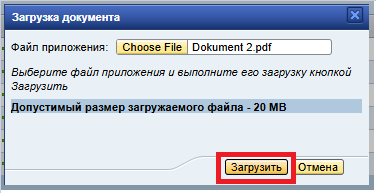 Загрузка документа
Файл приложения: Choose File Dokument 2.pdf
Выберите файл приложения и выполните его загрузку кнопкой
Загрузить
Допустимый размер загружаемого файла - 20 MB
Загрузить Отмена